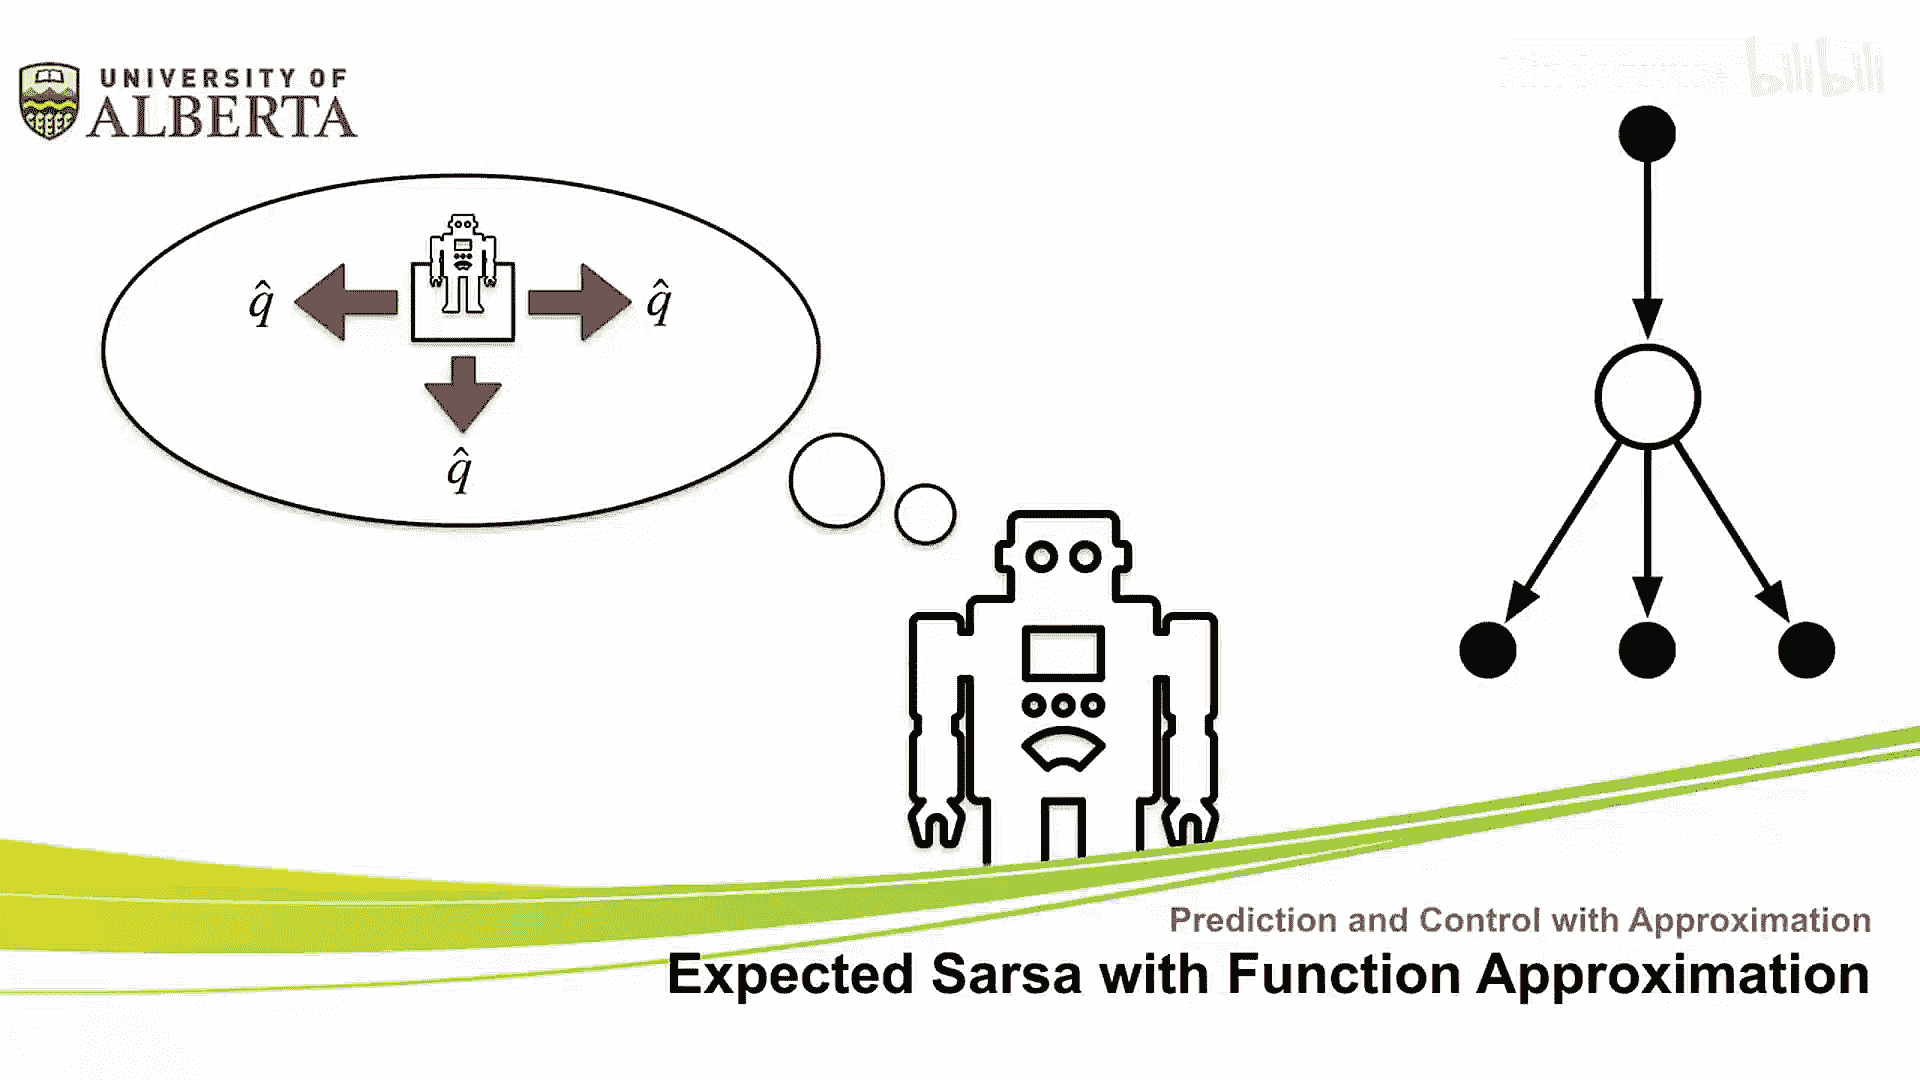 UNIVERSITY OF
ALBERTA
bilibili
q̂
q̂
q̂
Prediction and Control with Approximation
Expected Sarsa with Function Approximation